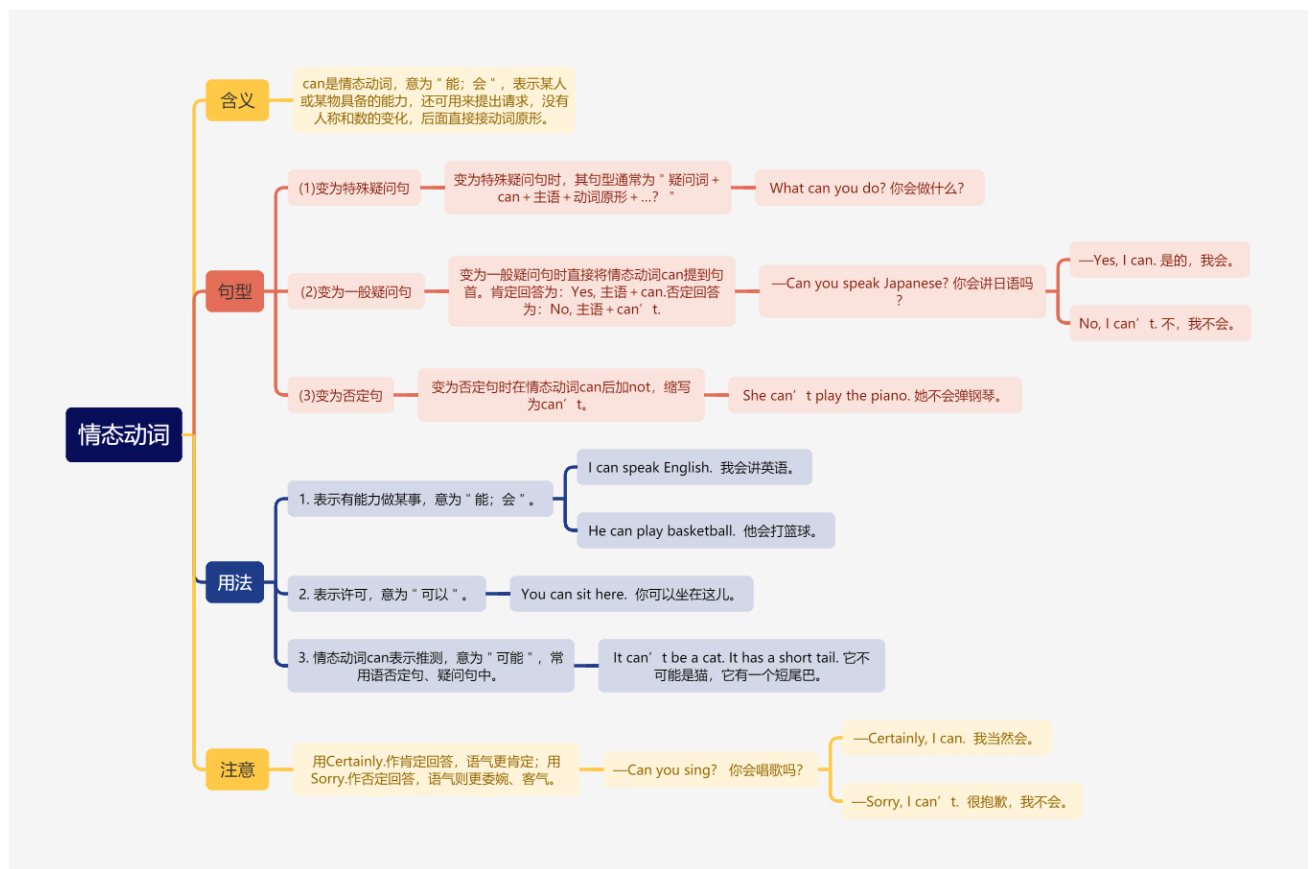 情态动词
含义
can是情态动词，意为＂能；会＂，表示某人
或某物具备的能力，还可用来提出请求，没有
人称和数的变化，后面直接接动词原形。
句型
(1)变为特殊疑问句
变为特殊疑问句时，其句型通常为＂疑问词＋
can＋主语＋动词原形＋...？＂
What can you do? 你会做什么?
(2)变为一般疑问句
变为一般疑问句时直接将情态动词can提到句
首。肯定回答为：Yes, 主语＋can.否定回答
为：No, 主语＋can’t.
—Can you speak Japanese? 你会讲日语吗
?
—Yes, I can. 是的，我会。
No, I can’t. 不，我不会。
(3)变为否定句
变为否定句时在情态动词can后加not，缩写
为can’t。
She can’t play the piano. 她不会弹钢琴。
用法
1. 表示有能力做某事，意为＂能；会＂。
I can speak English. 我会讲英语。
He can play basketball. 他会打篮球。
2. 表示许可，意为＂可以＂。
You can sit here. 你可以坐在这儿。
3. 情态动词can表示推测，意为＂可能＂，常
用语否定句、疑问句中。
It can’t be a cat. It has a short tail. 它不
可能是猫，它有一个短尾巴。
注意
用Certainly.作肯定回答，语气更肯定；用
Sorry.作否定回答，语气则更委婉、客气。
—Can you sing? 你会唱歌吗?
—Certainly, I can. 我当然会。
—Sorry, I can’t. 很抱歉，我不会。